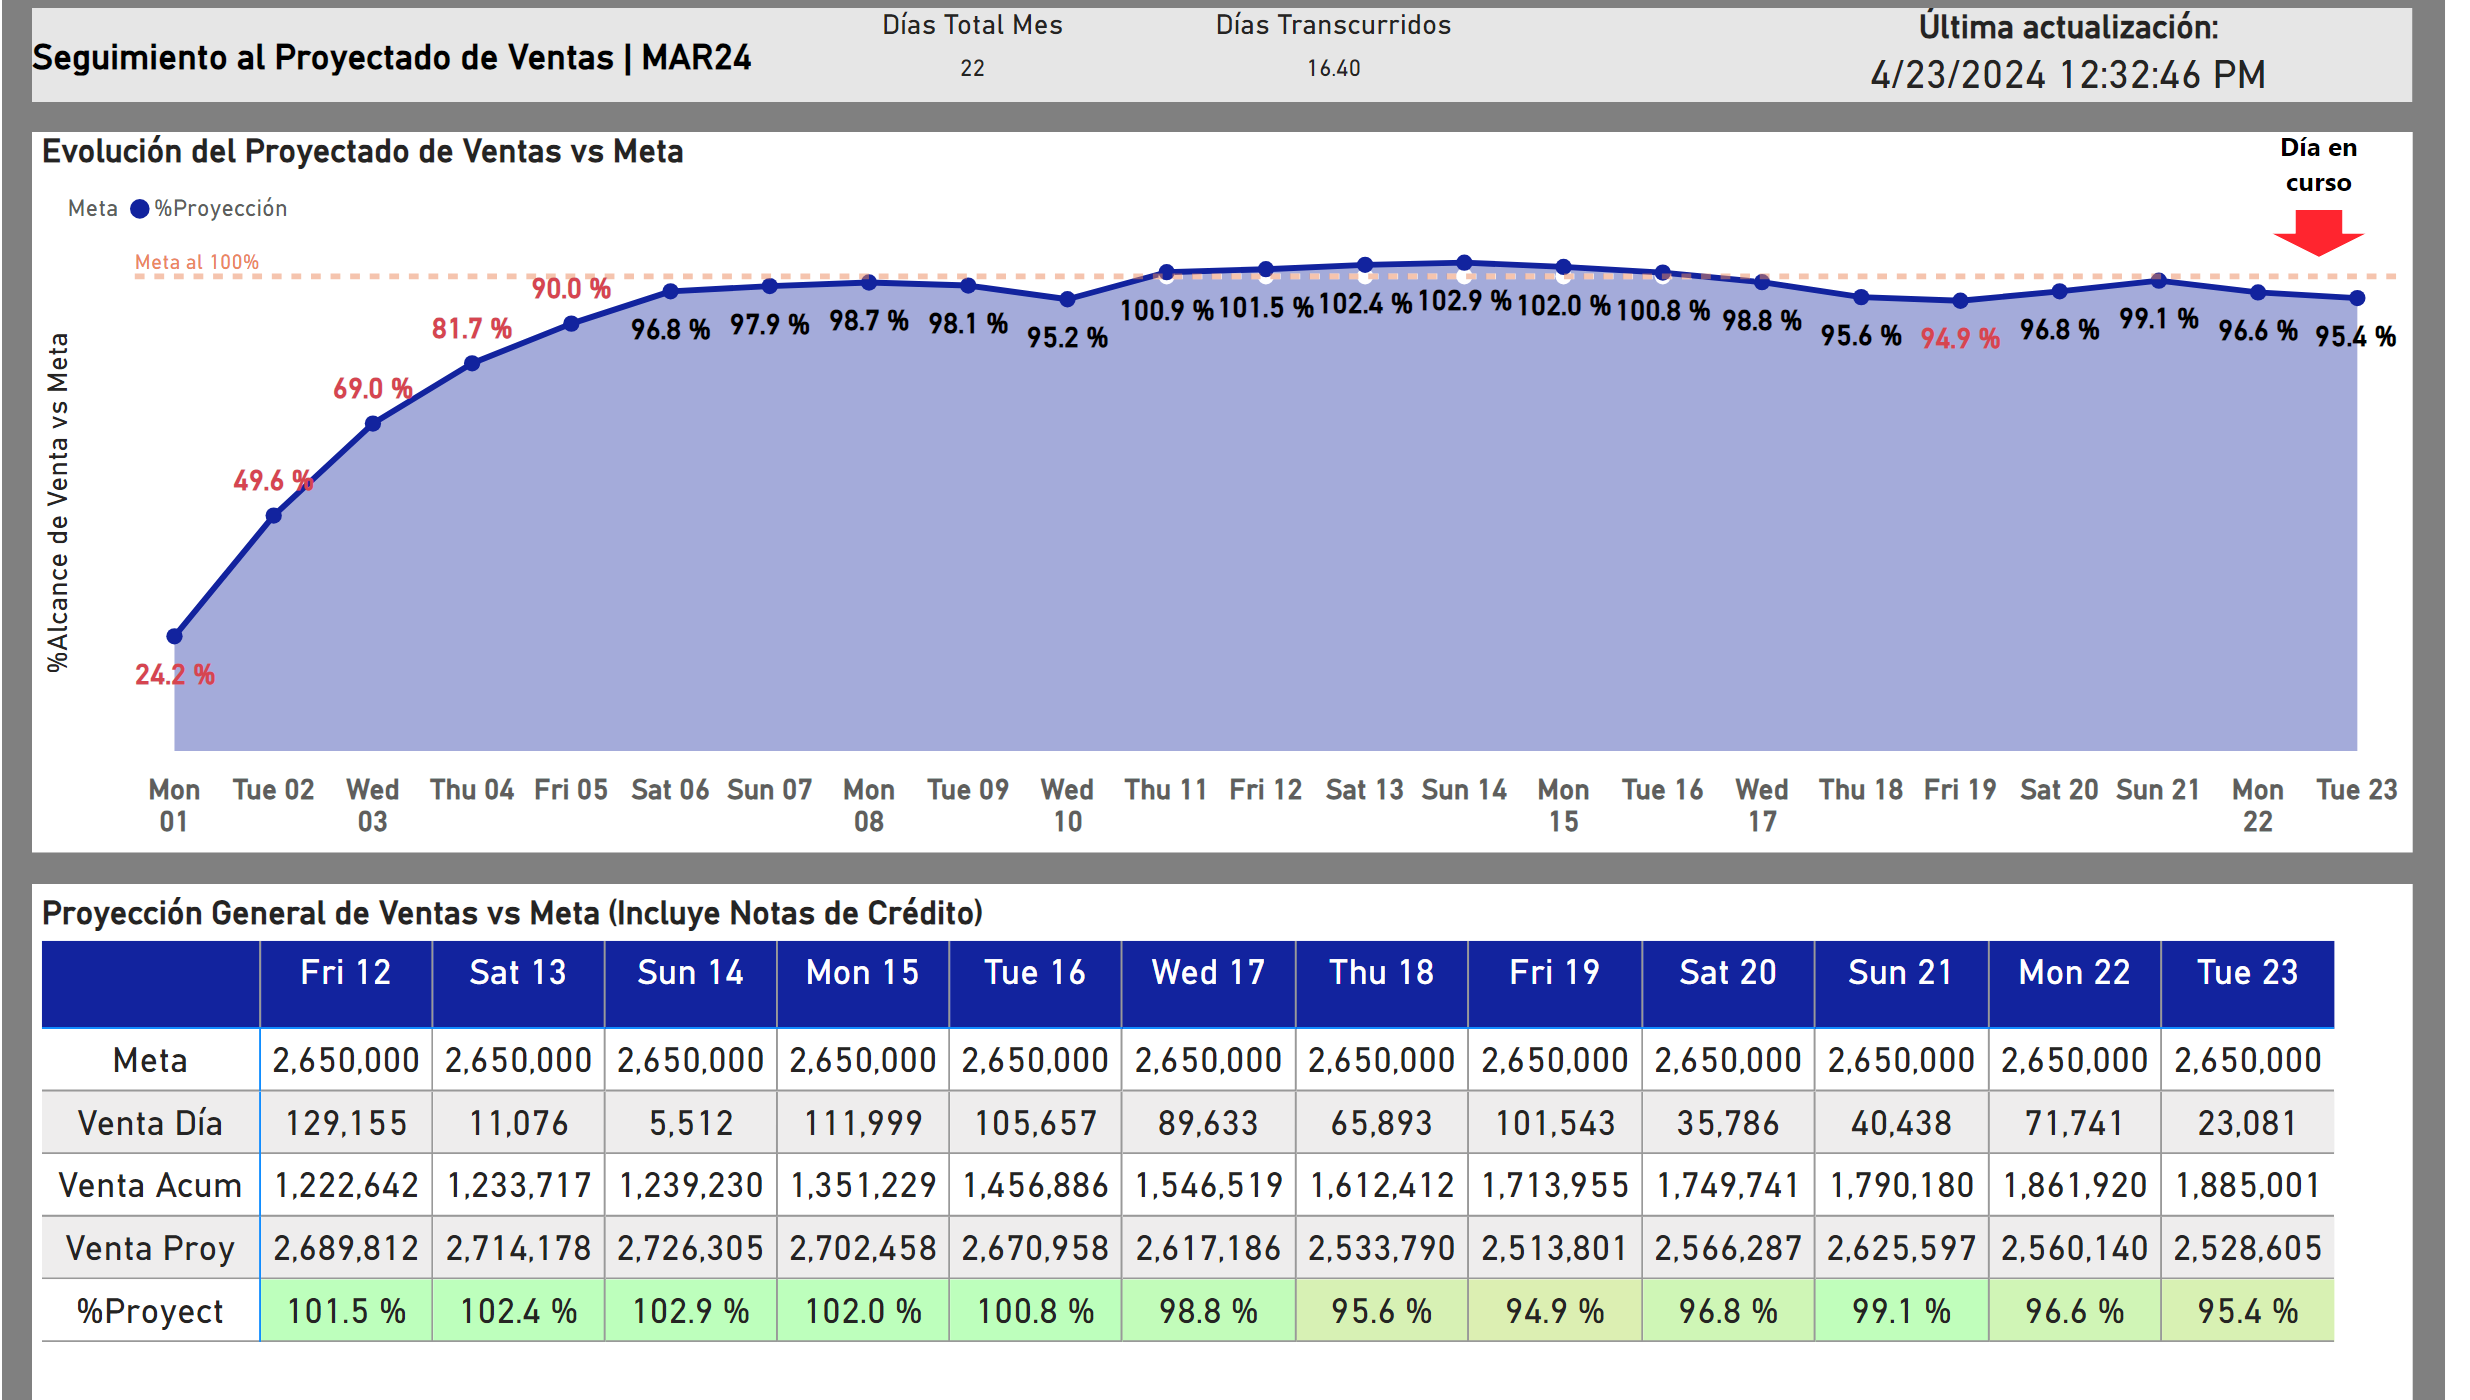 Seguimiento al Proyectado de Ventas | MAR24
Días Total Mes
22
Días Transcurridos
16.40
Última actualización:
4/23/2024 12:32:46 PM
Evolución del Proyectado de Ventas vs Meta
Día en
curso
Meta %Proyección
Meta al 100%
%Alcance de Venta vs Meta
24.2 % 49.6 % 69.0 % 81.7 % 90.0 % 96.8 % 97.9 % 98.7 % 98.1 % 95.2 % 100.9 % 101.5 % 102.4 % 102.9 % 102.0 % 100.8 % 98.8 % 95.6 % 94.9 % 96.8 % 99.1 % 96.6 % 95.4 %
Mon 01 Tue 02 Wed 03 Thu 04 Fri 05 Sat 06 Sun 07 Mon 08 Tue 09 Wed 10 Thu 11 Fri 12 Sat 13 Sun 14 Mon 15 Tue 16 Wed 17 Thu 18 Fri 19 Sat 20 Sun 21 Mon 22 Tue 23
Proyección General de Ventas vs Meta (Incluye Notas de Crédito)
Fri 12 Sat 13 Sun 14 Mon 15 Tue 16 Wed 17 Thu 18 Fri 19 Sat 20 Sun 21 Mon 22 Tue 23
Meta 2,650,000 2,650,000 2,650,000 2,650,000 2,650,000 2,650,000 2,650,000 2,650,000 2,650,000 2,650,000 2,650,000 2,650,000
Venta Día 129,155 11,076 5,512 111,999 105,657 89,633 65,893 101,543 35,786 40,438 71,741 23,081
Venta Acum 1,222,642 1,233,717 1,239,230 1,351,229 1,456,886 1,546,519 1,612,412 1,713,955 1,749,741 1,790,180 1,861,920 1,885,001
Venta Proy 2,689,812 2,714,178 2,726,305 2,702,458 2,670,958 2,617,186 2,533,790 2,513,801 2,566,287 2,625,597 2,560,140 2,528,605
%Proyect 101.5 % 102.4 % 102.9 % 102.0 % 100.8 % 98.8 % 95.6 % 94.9 % 96.8 % 99.1 % 96.6 % 95.4 %